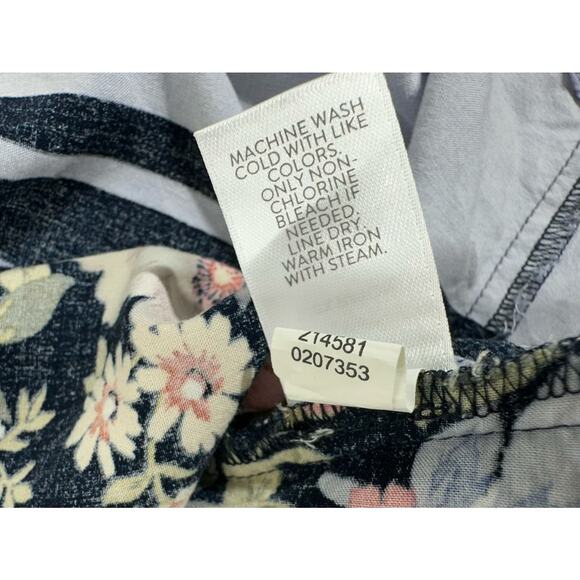 MACHINE WASH
COLD WITH LIKE
COLORS.
ONLY NON-
CHLORINE
BLEACH IF
NEEDED.
LINE DRY.
WARM IRON
WITH STEAM.
214581
0207353